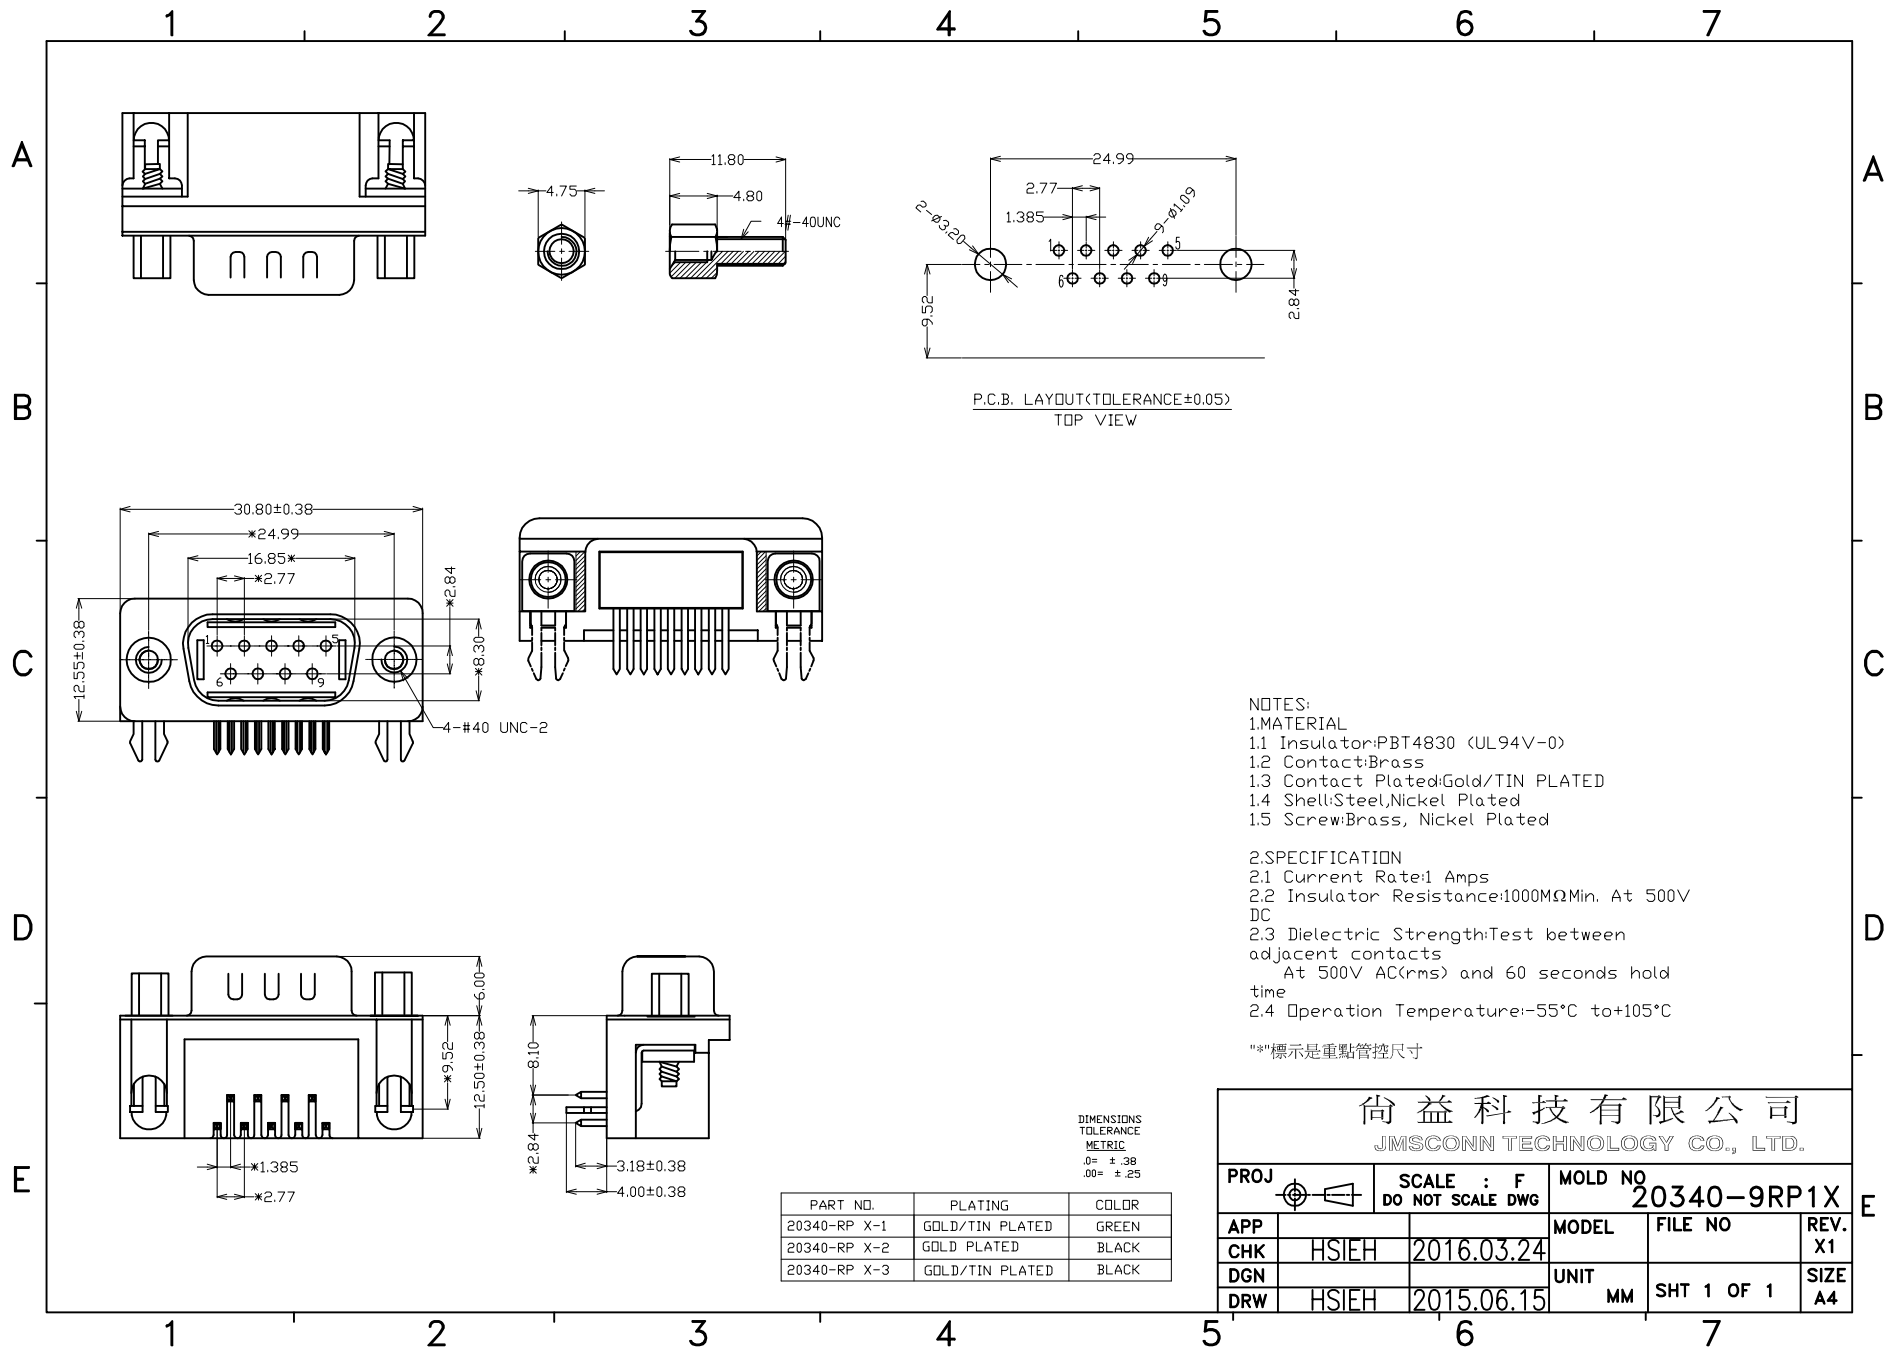 1 2 3 4 5 6 7
A A
B B
C C
D D
E E
4.75
11.80
4.80
4#-40UNC
24.99
2.77
1.385
2-ø3.20
9-ø1.09
1 5
6 9
9.52
2.84
P.C.B. LAYOUT(TOLERANCE±0.05)
TOP VIEW
30.80±0.38
*24.99
16.85*
*2.77
*2.84
12.55±0.38
*8.30
1 5
6 9
4-#40 UNC-2
NOTES:
1.MATERIAL
1.1 Insulator:PBT4830 (UL94V-0)
1.2 Contact:Brass
1.3 Contact Plated:Gold/TIN PLATED
1.4 Shell:Steel,Nickel Plated
1.5 Screw:Brass, Nickel Plated
2.SPECIFICATION
2.1 Current Rate:1 Amps
2.2 Insulator Resistance:1000MΩMin. At 500V
DC
2.3 Dielectric Strength:Test between
adjacent contacts
At 500V AC(rms) and 60 seconds hold
time
2.4 Operation Temperature:-55°C to+105°C
"*"標示是重點管控尺寸
6.00
*9.52
12.50±0.38
*1.385
*2.77
8.10
*2.84
3.18±0.38
4.00±0.38
DIMENSIONS
TOLERANCE
METRIC
.0= ± .38
.00= ± .25
PART NO. PLATING COLOR
20340-RP X-1 GOLD/TIN PLATED GREEN
20340-RP X-2 GOLD PLATED BLACK
20340-RP X-3 GOLD/TIN PLATED BLACK
尚益科技有限公司
JMSCONN TECHNOLOGY CO., LTD.
PROJ SCALE : F MOLD NO
DO NOT SCALE DWG 20340-9RP1X
APP MODEL FILE NO REV.
CHK HSIEH 2016.03.24 X1
DGN UNIT SIZE
MM SHT 1 OF 1 A4
DRW HSIEH 2015.06.15
1 2 3 4 5 6 7